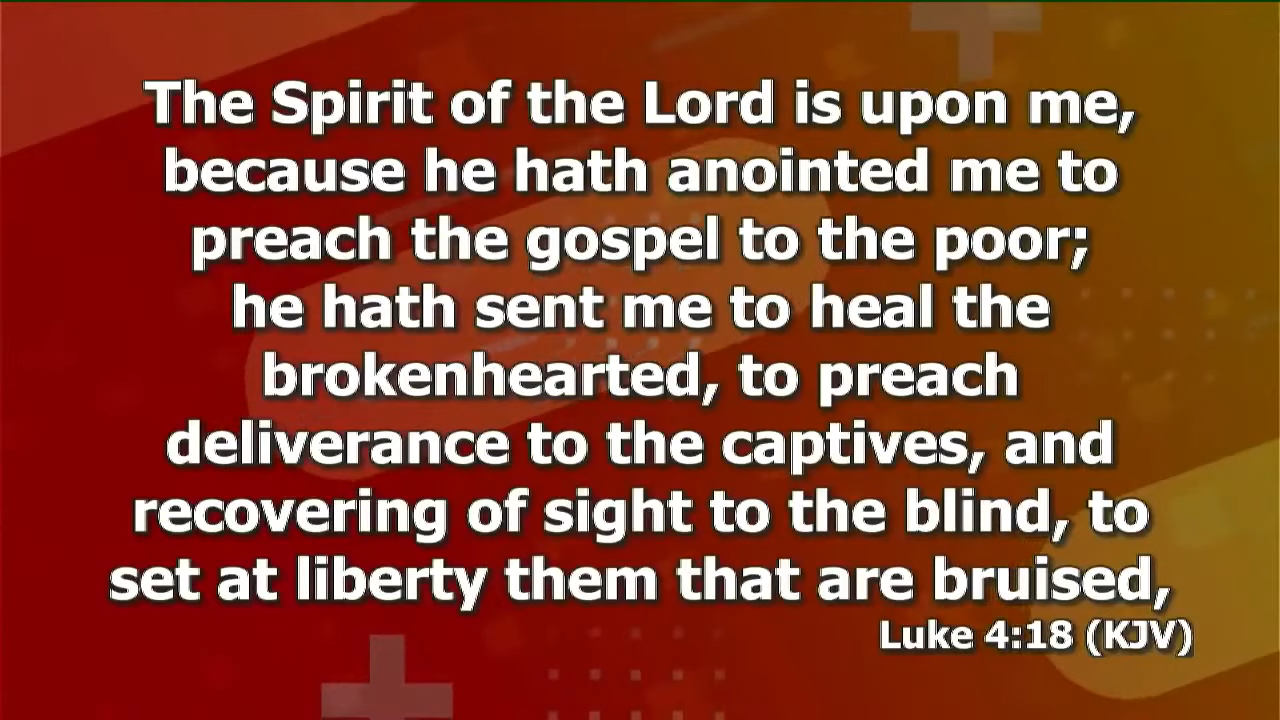 The Spirit of the Lord is upon me,
because he hath anointed me to
preach the gospel to the poor;
he hath sent me to heal the
brokenhearted, to preach
deliverance to the captives, and
recovering of sight to the blind, to
set at liberty them that are bruised,
Luke 4:18 (KJV)